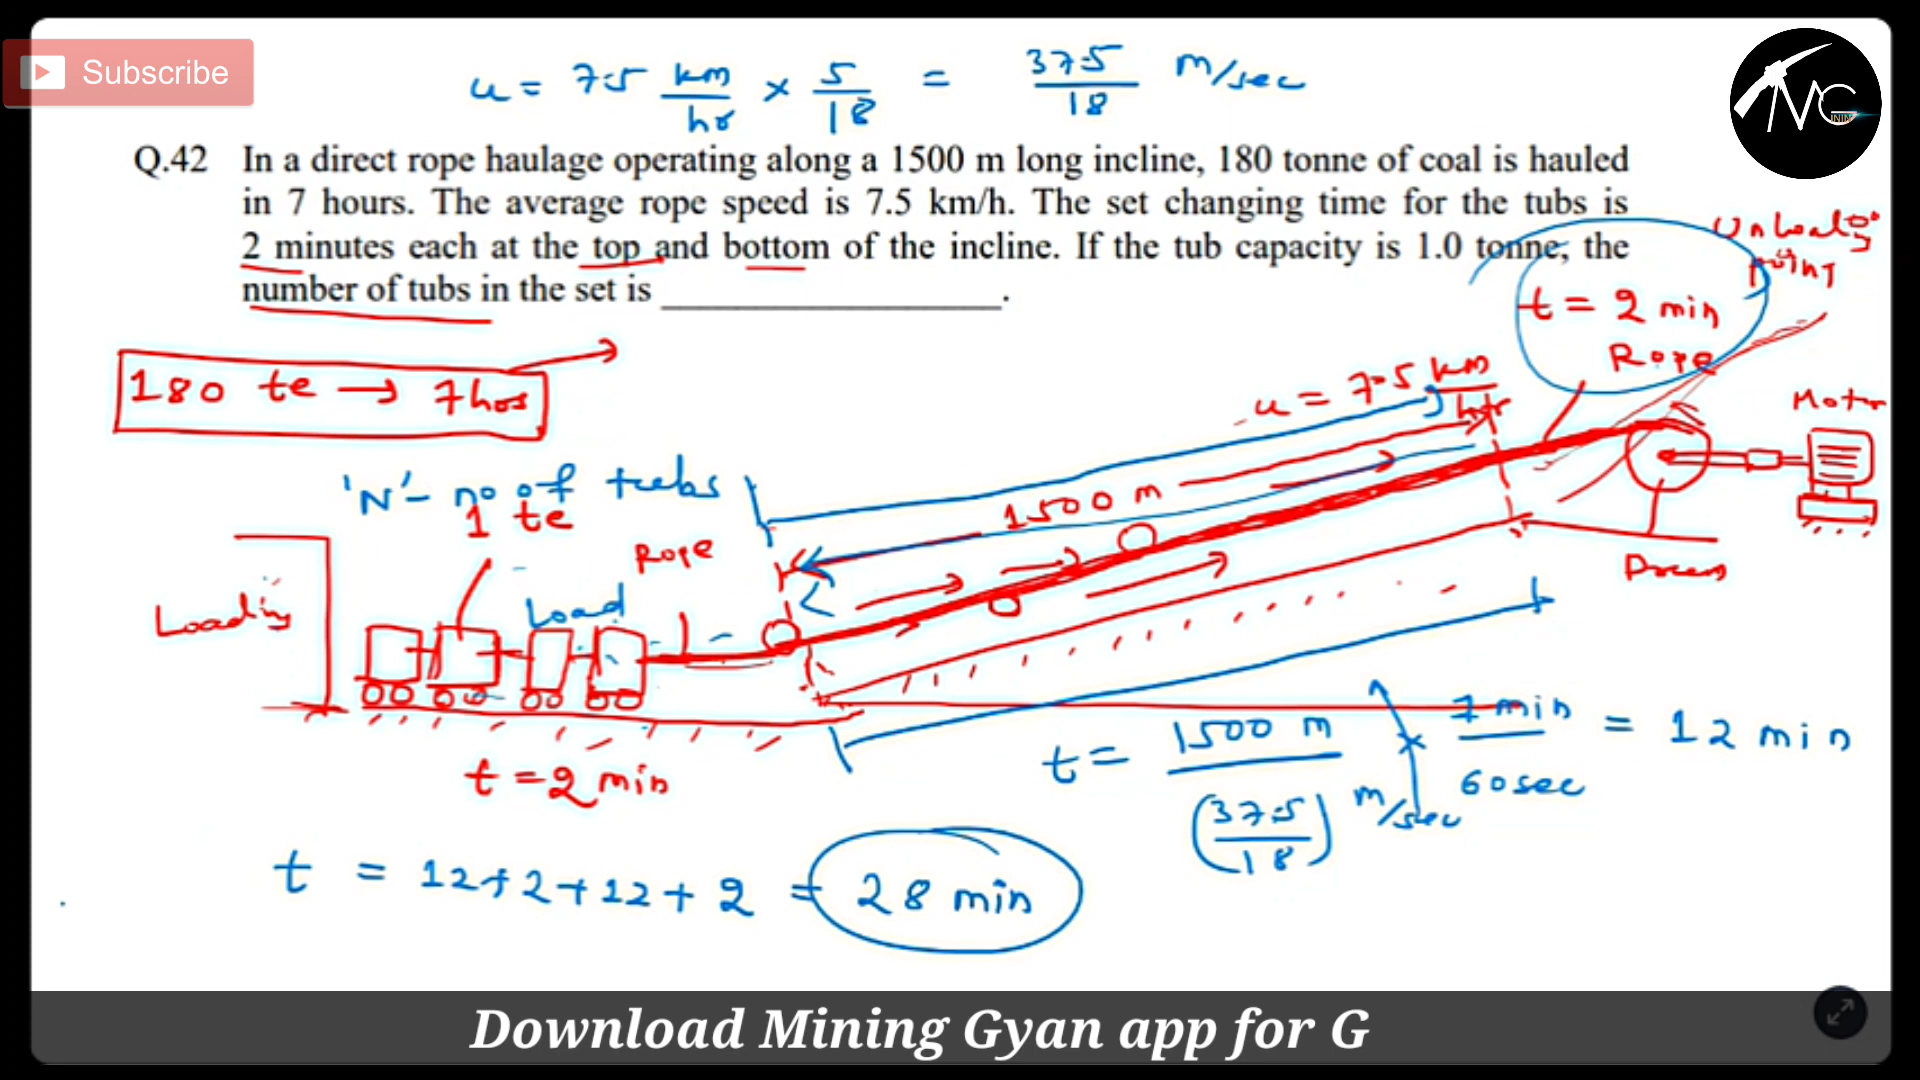 Subscribe
u = 7.5 km/hr × 5/18 = 37.5/18 m/sec
MG
Q.42 In a direct rope haulage operating along a 1500 m long incline, 180 tonne of coal is hauled
in 7 hours. The average rope speed is 7.5 km/h. The set changing time for the tubs is
2 minutes each at the top and bottom of the incline. If the tub capacity is 1.0 tonne, the
number of tubs in the set is ____________________.
Unloading
point
t = 2 min
Rope
180 te → 7 hrs
u = 7.5 km/hr
Motor
'N' - no of tubs
1 te
1500 m
Rope
Load
Loading
t = 2 min
t = 1500 m / (37.5/18) m/sec × 1 min / 60 sec = 12 min
t = 12 + 2 + 12 + 2 = 28 min
Download Mining Gyan app for G